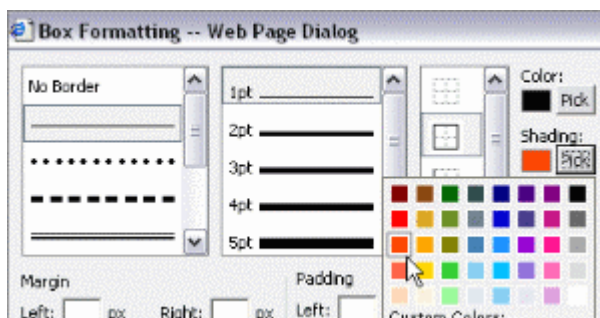 Box Formatting -- Web Page Dialog
No Border
1pt
2pt
3pt
4pt
5pt
Color:
Pick
Shading:
Pick
Margin
Left: px Right: px
Padding
Left:
Custom Colors: